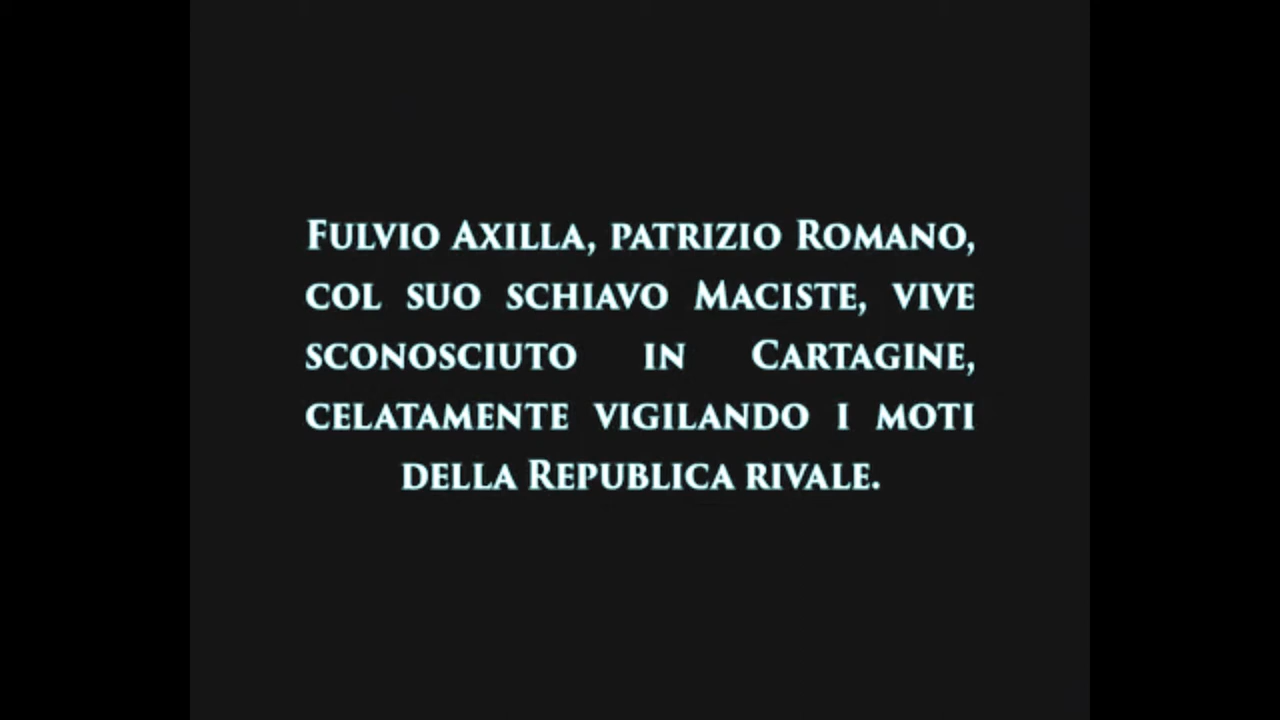 Fulvio Axilla, patrizio Romano,
col suo schiavo Maciste, vive
sconosciuto in Cartagine,
celatamente vigilando i moti
della Republica rivale.